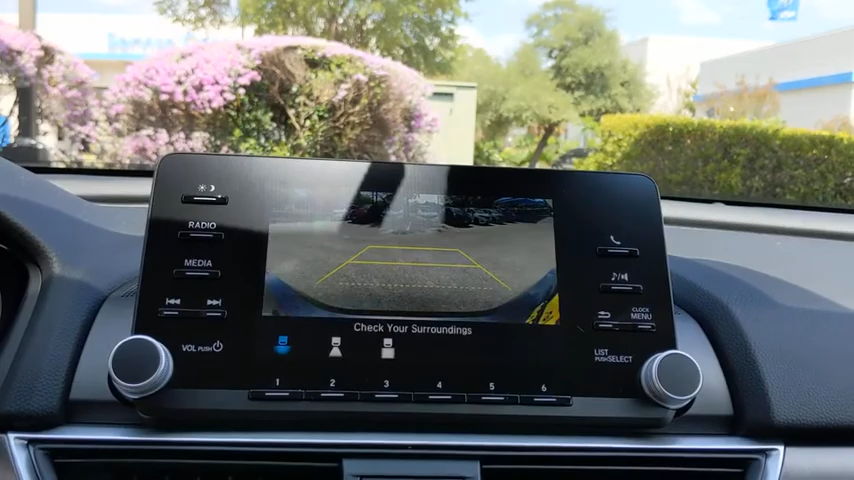 RADIO
MEDIA
VOL PUSH
Check Your Surroundings
1 2 3 4 5 6
CLOCK
MENU
LIST
PUSH SELECT